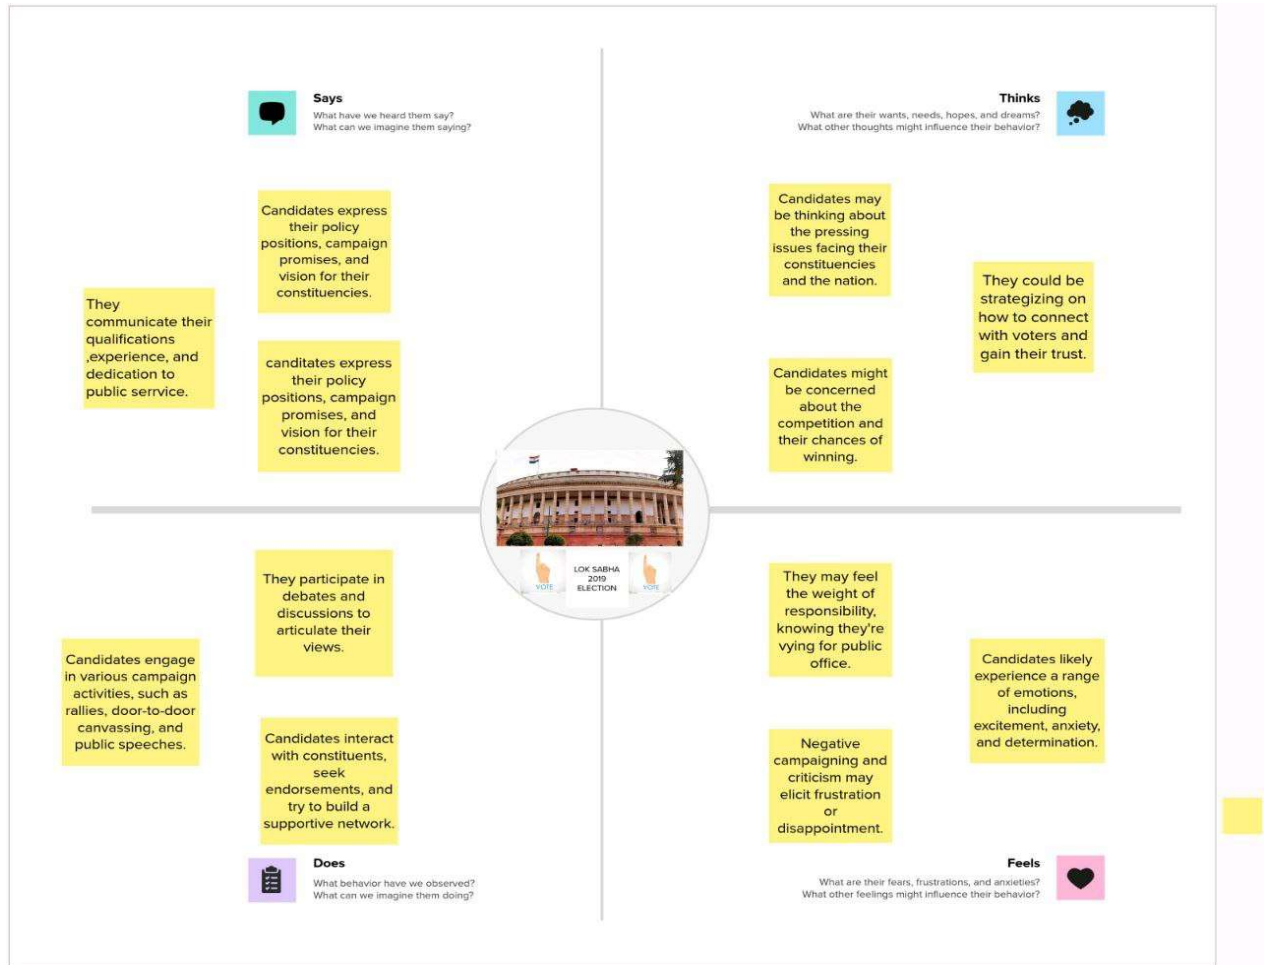 Says
What have we heard them say?
What can we imagine them saying?
Candidates express
their policy
positions, campaign
promises, and
vision for their
constituencies.
They
communicate their
qualifications
,experience, and
dedication to
public serrvice.
canditates express
their policy
positions, campaign
promises, and
vision for their
constituencies.
Thinks
What are their wants, needs, hopes, and dreams?
What other thoughts might influence their behavior?
Candidates may
be thinking about
the pressing
issues facing their
constituencies
and the nation.
They could be
strategizing on
how to connect
with voters and
gain their trust.
Candidates might
be concerned
about the
competition and
their chances of
winning.
VOTE
LOK SABHA
2019
ELECTION
VOTE
They participate in
debates and
discussions to
articulate their
views.
Candidates engage
in various campaign
activities, such as
rallies, door-to-door
canvassing, and
public speeches.
Candidates interact
with constituents,
seek
endorsements, and
try to build a
supportive network.
Does
What behavior have we observed?
What can we imagine them doing?
They may feel
the weight of
responsibility,
knowing they're
vying for public
office.
Candidates likely
experience a range
of emotions,
including
excitement, anxiety,
and determination.
Negative
campaigning and
criticism may
elicit frustration
or
disappointment.
Feels
What are their fears, frustrations, and anxieties?
What other feelings might influence their behavior?